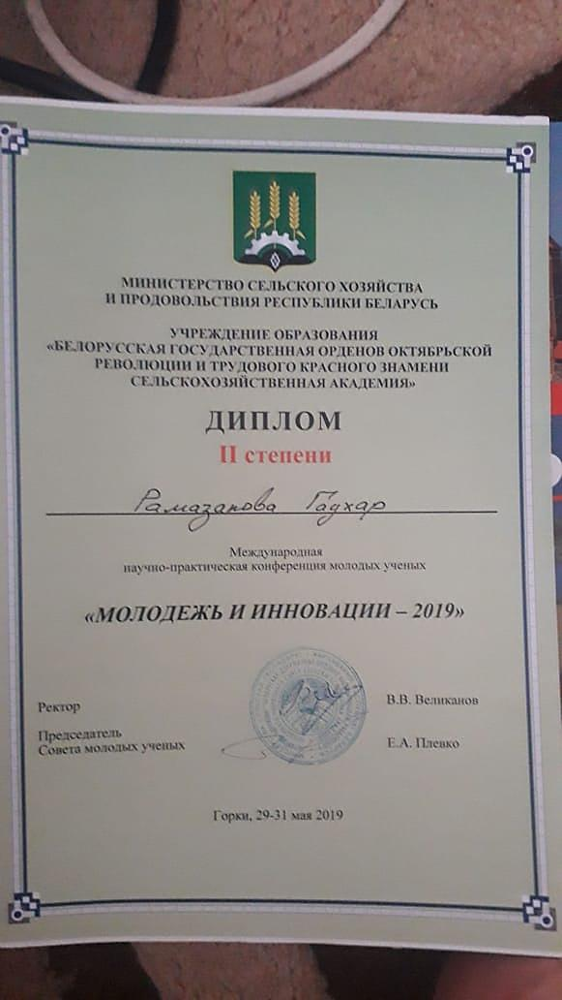 МИНИСТЕРСТВО СЕЛЬСКОГО ХОЗЯЙСТВА
И ПРОДОВОЛЬСТВИЯ РЕСПУБЛИКИ БЕЛАРУСЬ
УЧРЕЖДЕНИЕ ОБРАЗОВАНИЯ
«БЕЛОРУССКАЯ ГОСУДАРСТВЕННАЯ ОРДЕНОВ ОКТЯБРЬСКОЙ
РЕВОЛЮЦИИ И ТРУДОВОГО КРАСНОГО ЗНАМЕНИ
СЕЛЬСКОХОЗЯЙСТВЕННАЯ АКАДЕМИЯ»
ДИПЛОМ
II степени
Рамазанова Гаухар
Международная
научно-практическая конференция молодых ученых
«МОЛОДЕЖЬ И ИННОВАЦИИ – 2019»
Ректор
В.В. Великанов
Председатель
Совета молодых ученых
Е.А. Плевко
Горки, 29-31 мая 2019